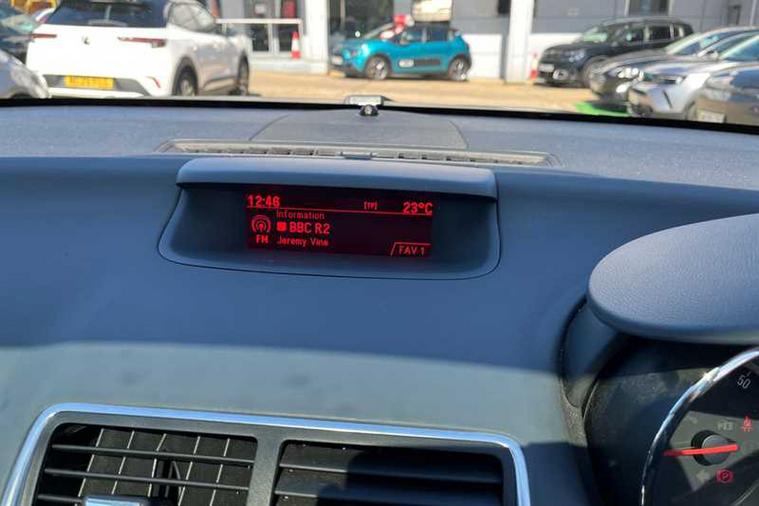 12:46 [TP] 23°C
Information
BBC R2
FM Jeremy Vine
FAV 1
50